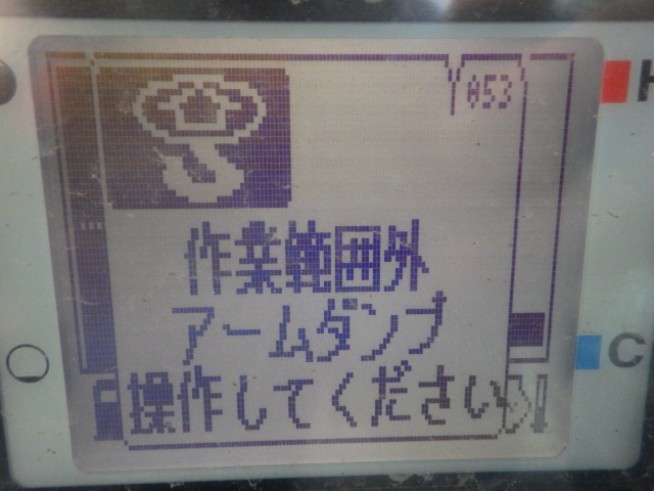 053
H
作業範囲外
アームダンプ
操作してください
C